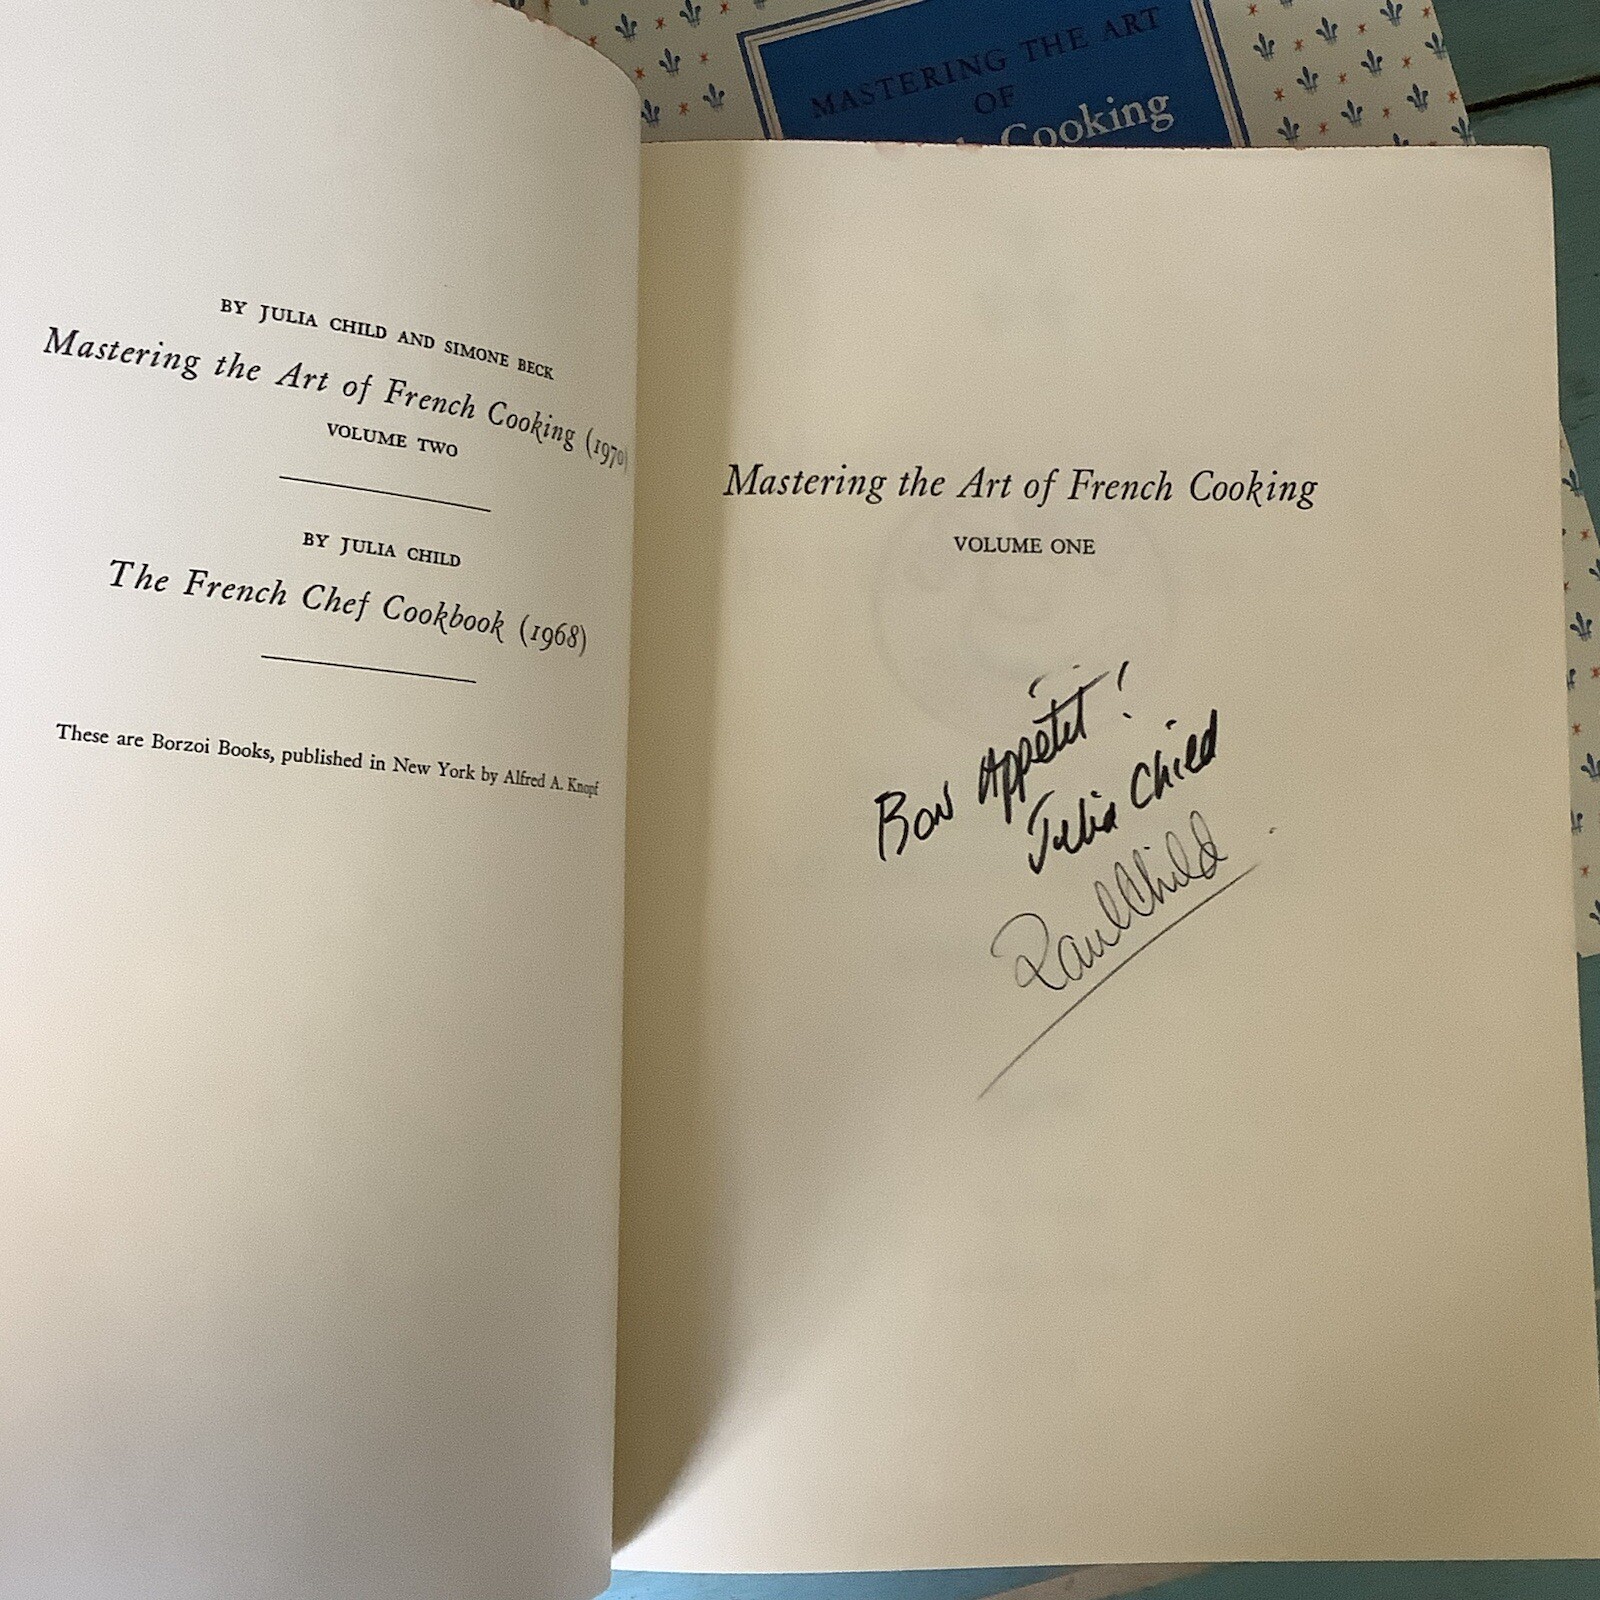 MASTERING THE ART
OF
Cooking
BY JULIA CHILD AND SIMONE BECK
Mastering the Art of French Cooking (1970)
VOLUME TWO
BY JULIA CHILD
The French Chef Cookbook (1968)
These are Borzoi Books, published in New York by Alfred A. Knopf
Mastering the Art of French Cooking
VOLUME ONE
Bon Appétit!
Julia Child
Paul Child